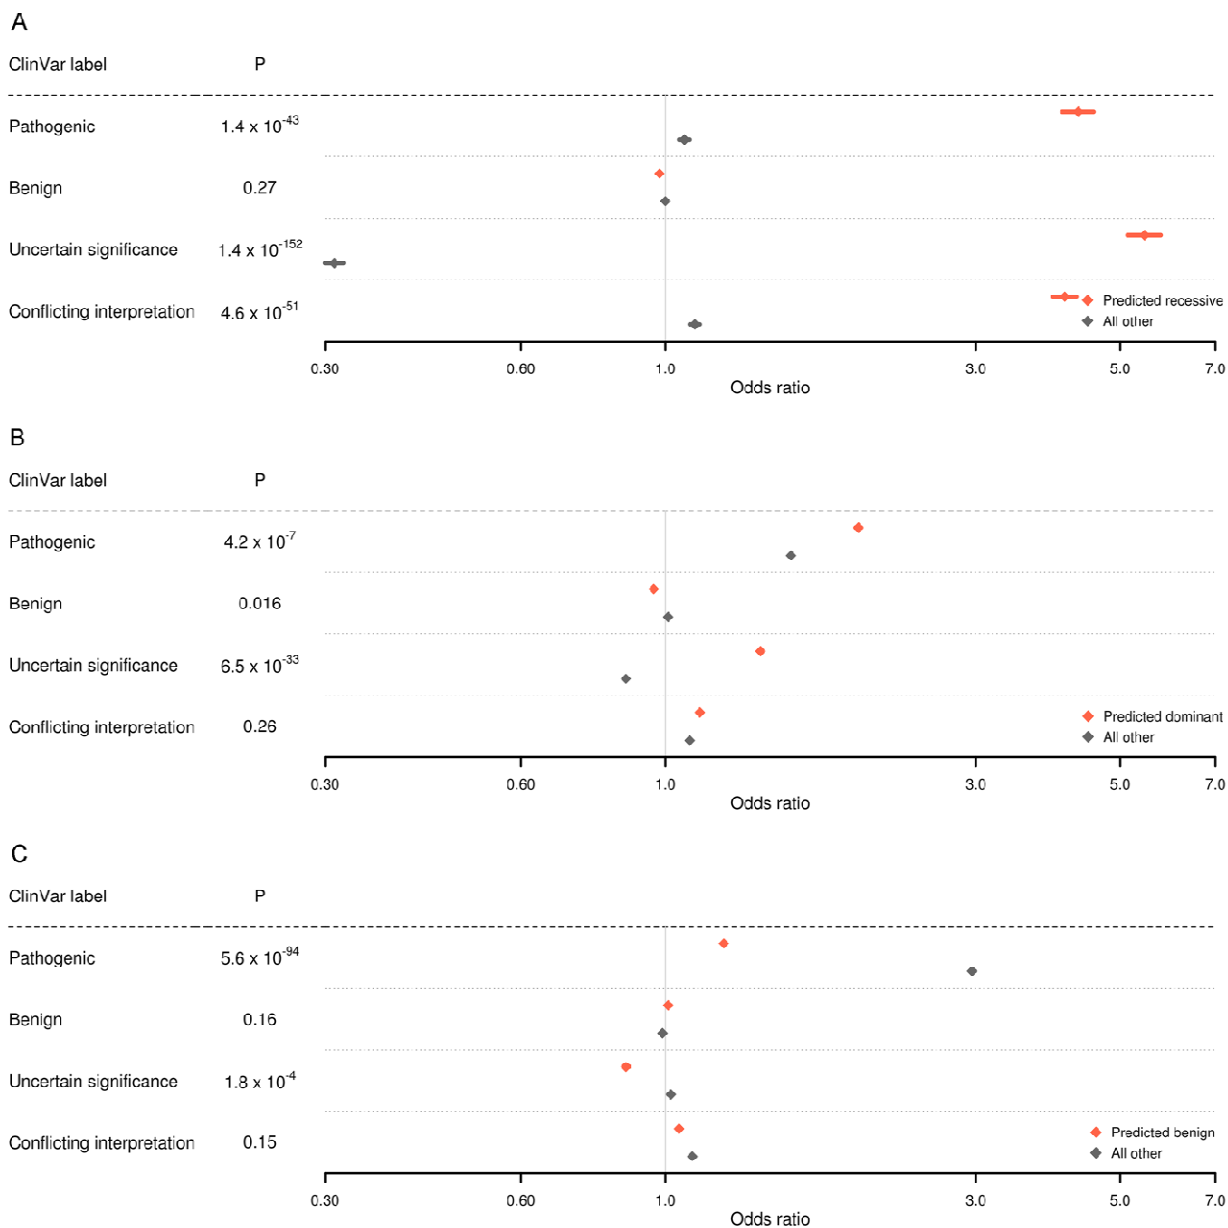 A
ClinVar label P
Pathogenic 1.4 x 10^-43
Benign 0.27
Uncertain significance 1.4 x 10^-152
Conflicting interpretation 4.6 x 10^-51
Predicted recessive
All other
0.30 0.60 1.0 3.0 5.0 7.0
Odds ratio
B
ClinVar label P
Pathogenic 4.2 x 10^-7
Benign 0.016
Uncertain significance 6.5 x 10^-33
Conflicting interpretation 0.26
Predicted dominant
All other
0.30 0.60 1.0 3.0 5.0 7.0
Odds ratio
C
ClinVar label P
Pathogenic 5.6 x 10^-94
Benign 0.16
Uncertain significance 1.8 x 10^-4
Conflicting interpretation 0.15
Predicted benign
All other
0.30 0.60 1.0 3.0 5.0 7.0
Odds ratio